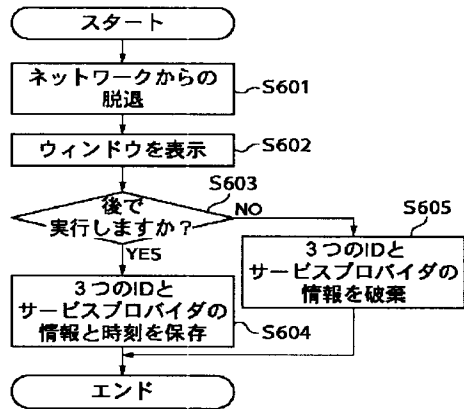 スタート
ネットワークからの
脱退
S601
ウィンドウを表示
S602
後で
実行しますか？
S603
NO
YES
３つのIDと
サービスプロバイダの
情報と時刻を保存
S604
S605
３つのIDと
サービスプロバイダの
情報を破棄
エンド